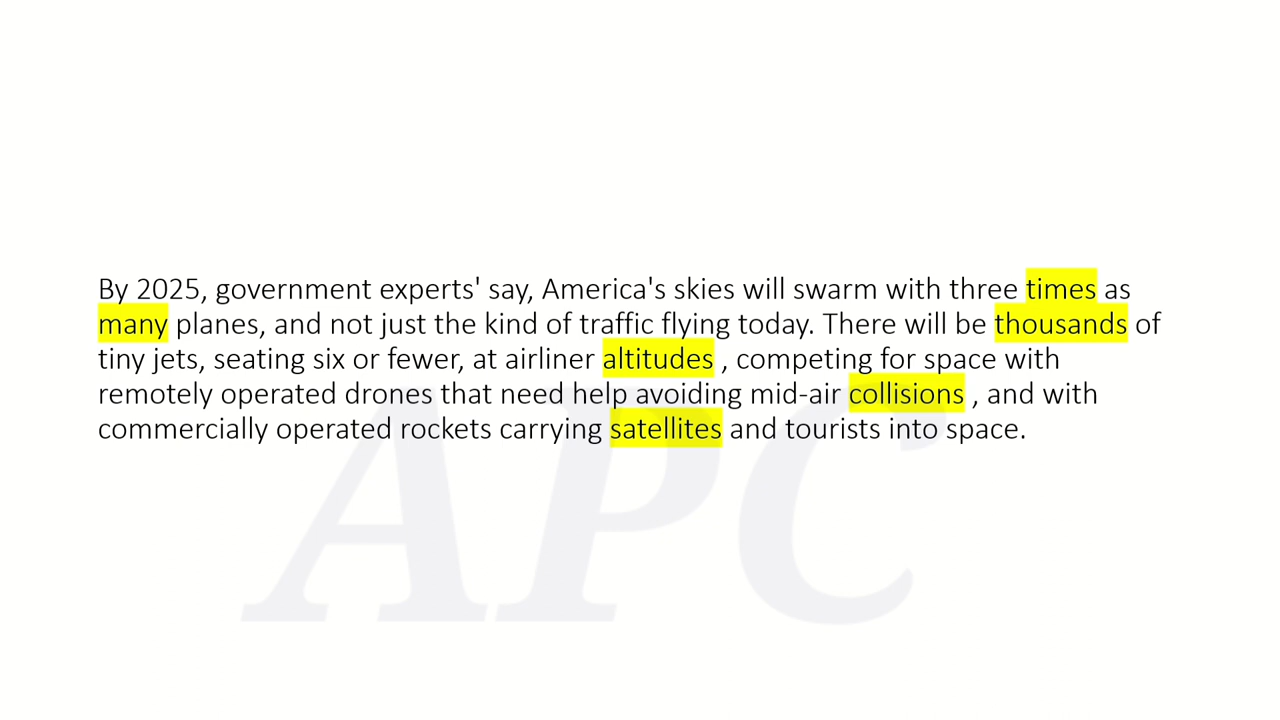 By 2025, government experts' say, America's skies will swarm with three times as
many planes, and not just the kind of traffic flying today. There will be thousands of
tiny jets, seating six or fewer, at airliner altitudes , competing for space with
remotely operated drones that need help avoiding mid-air collisions , and with
commercially operated rockets carrying satellites and tourists into space.
APC